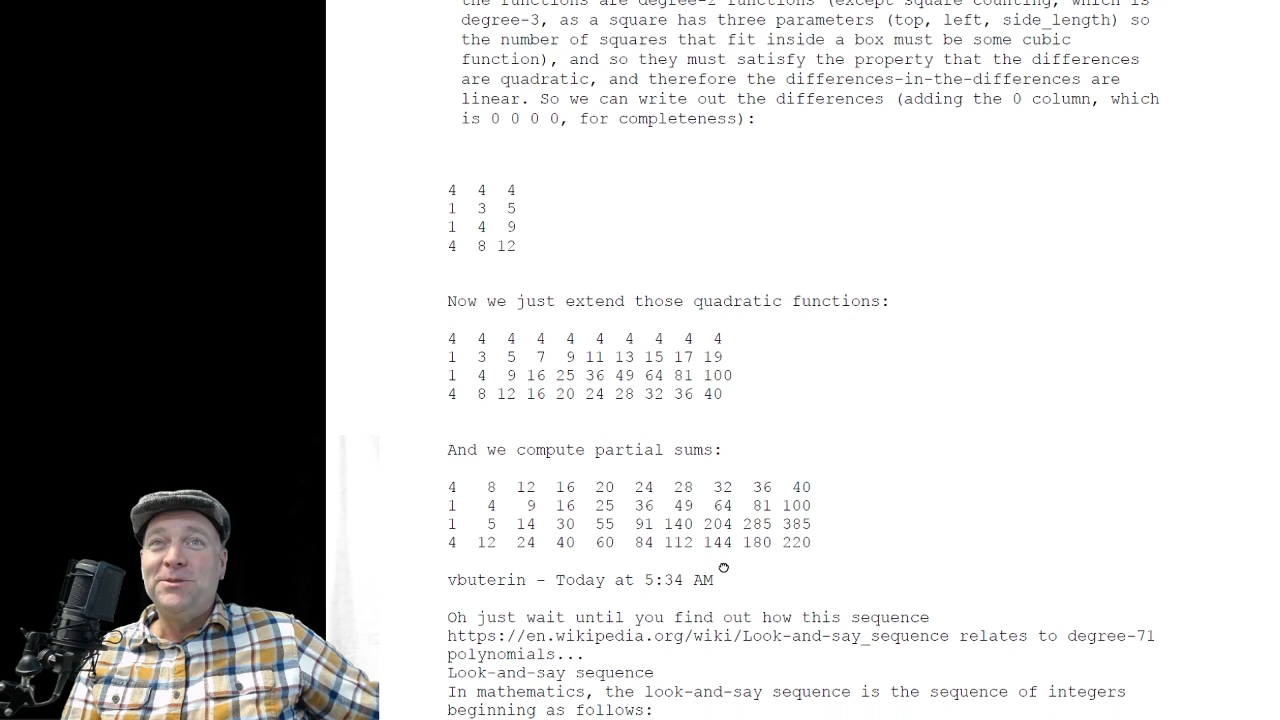 the functions are degree-2 functions (except square counting, which is
degree-3, as a square has three parameters (top, left, side_length) so
the number of squares that fit inside a box must be some cubic
function), and so they must satisfy the property that the differences
are quadratic, and therefore the differences-in-the-differences are
linear. So we can write out the differences (adding the 0 column, which
is 0 0 0 0, for completeness):
4 4 4
1 3 5
1 4 9
4 8 12
Now we just extend those quadratic functions:
4 4 4 4 4 4 4 4 4 4
1 3 5 7 9 11 13 15 17 19
1 4 9 16 25 36 49 64 81 100
4 8 12 16 20 24 28 32 36 40
And we compute partial sums:
4 8 12 16 20 24 28 32 36 40
1 4 9 16 25 36 49 64 81 100
1 5 14 30 55 91 140 204 285 385
4 12 24 40 60 84 112 144 180 220
vbuterin - Today at 5:34 AM
Oh just wait until you find out how this sequence
https://en.wikipedia.org/wiki/Look-and-say_sequence relates to degree-71
polynomials...
Look-and-say sequence
In mathematics, the look-and-say sequence is the sequence of integers
beginning as follows: